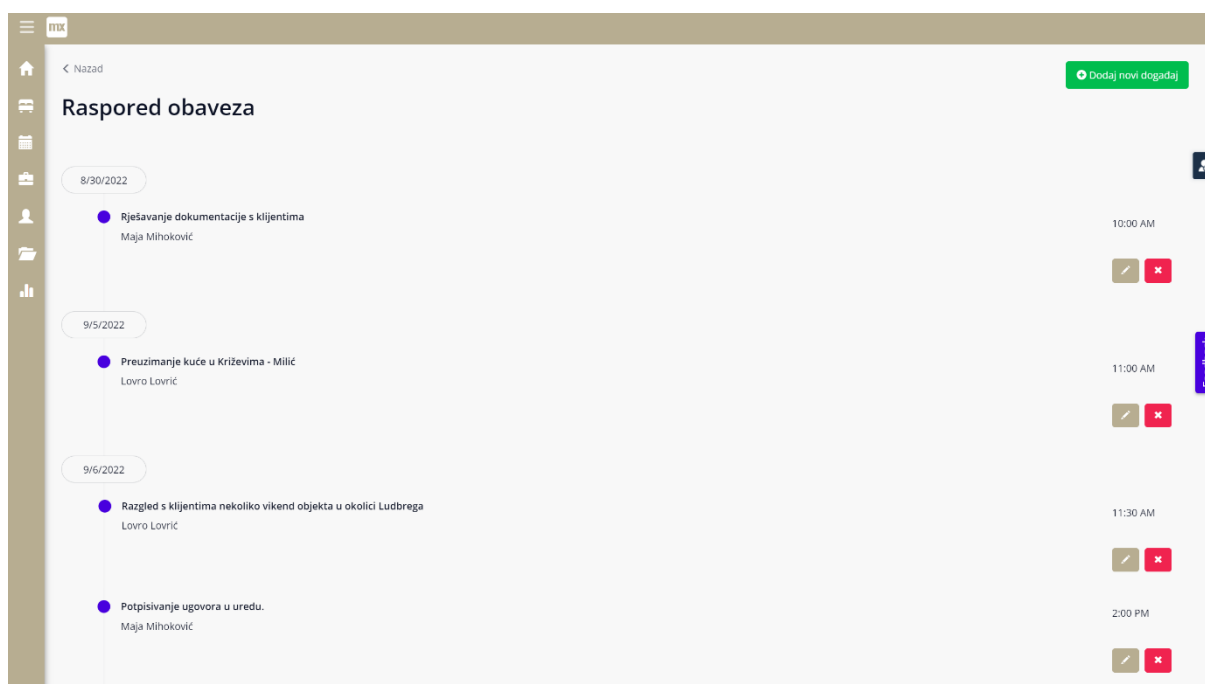 mx
Nazad
Dodaj novi događaj
Raspored obaveza
8/30/2022
Rješavanje dokumentacije s klijentima
Maja Mihoković
10:00 AM
9/5/2022
Preuzimanje kuće u Križevima - Milić
Lovro Lovrić
11:00 AM
9/6/2022
Razgled s klijentima nekoliko vikend objekta u okolici Ludbrega
Lovro Lovrić
11:30 AM
Potpisivanje ugovora u uredu.
Maja Mihoković
2:00 PM